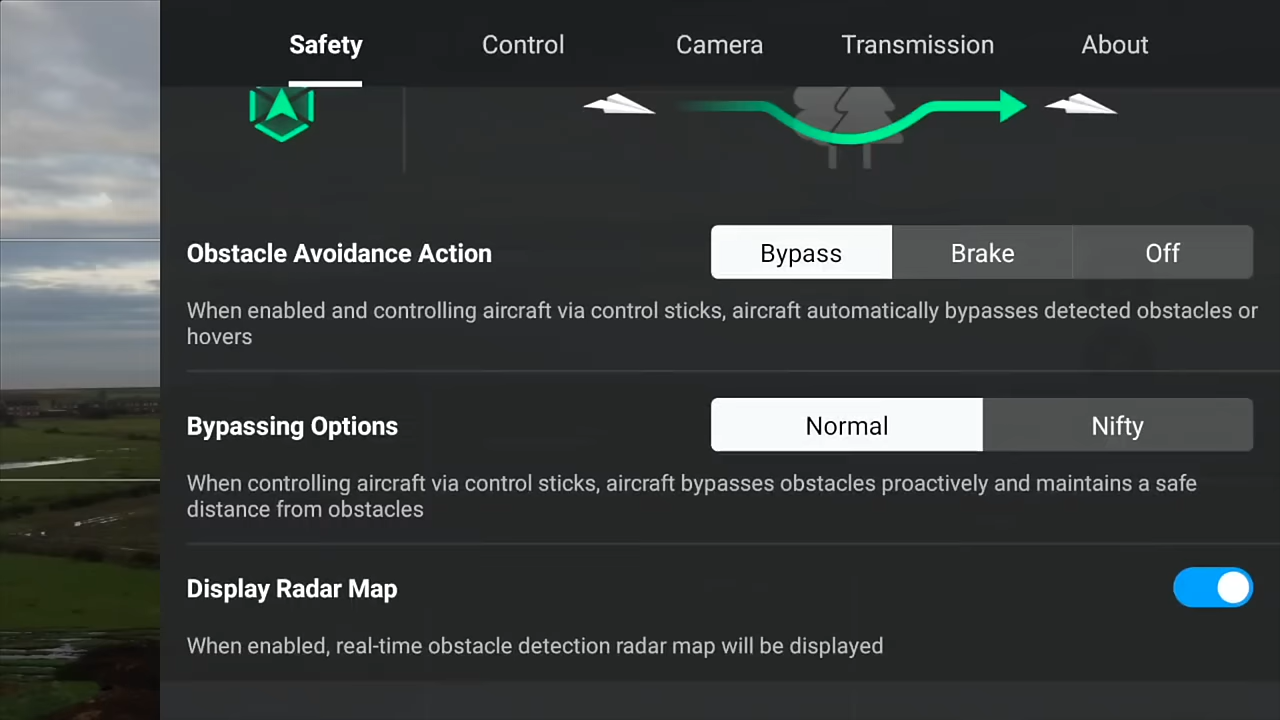 Safety
Control
Camera
Transmission
About
Obstacle Avoidance Action
Bypass
Brake
Off
When enabled and controlling aircraft via control sticks, aircraft automatically bypasses detected obstacles or
hovers
Bypassing Options
Normal
Nifty
When controlling aircraft via control sticks, aircraft bypasses obstacles proactively and maintains a safe
distance from obstacles
Display Radar Map
When enabled, real-time obstacle detection radar map will be displayed